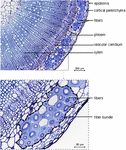 epidermis
cortical parenchyma
fibers
phloem
vascular cambium
xylem
fibers
fiber bundle